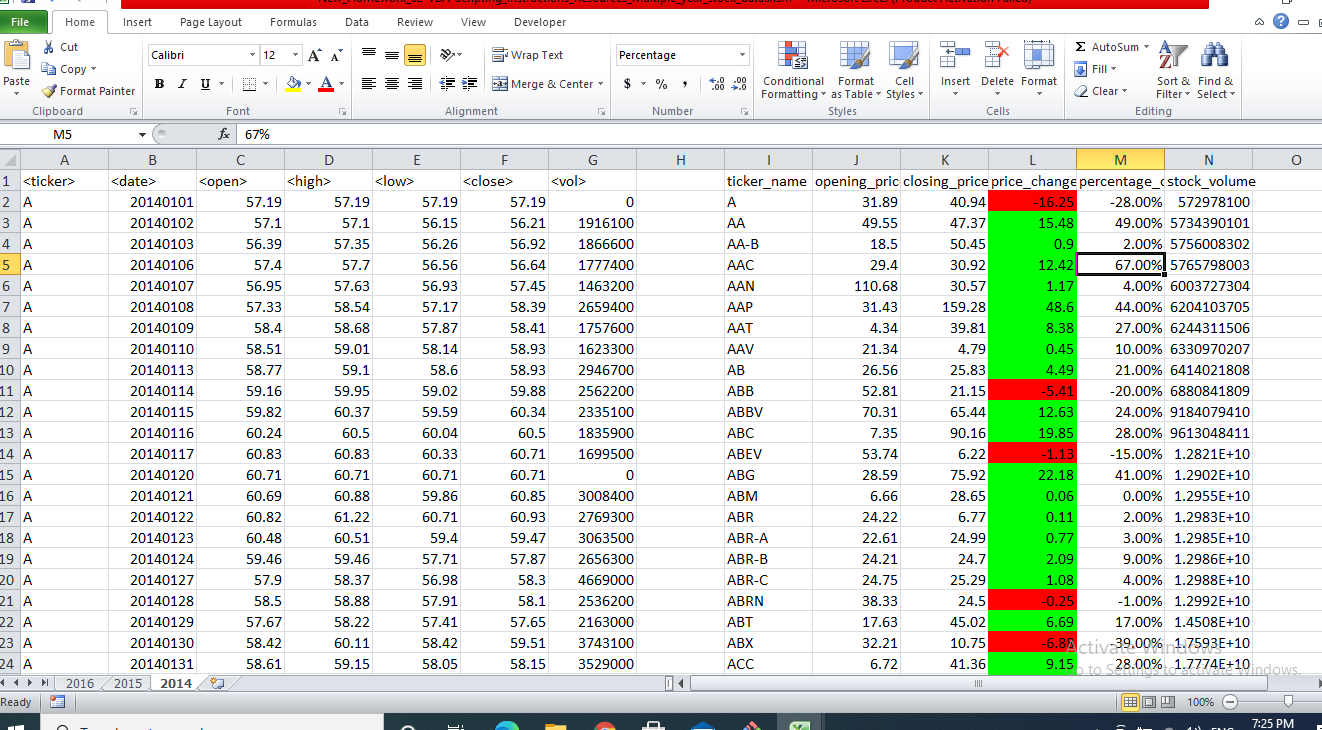 File Home Insert Page Layout Formulas Data Review View Developer
Cut
Calibri 12 Wrap Text Percentage Σ AutoSum
Copy Fill
Paste Format Painter B I U Merge & Center $ % , Conditional Formatting Format as Table Cell Styles Insert Delete Format Clear Sort & Filter Find & Select
Clipboard Font Alignment Number Styles Cells Editing
M5 fx 67%
A B C D E F G H I J K L M N O
1 <ticker> <date> <open> <high> <low> <close> <vol> ticker_name opening_pric closing_price price_change percentage_c stock_volume
2 A 20140101 57.19 57.19 57.19 57.19 0 A 31.89 40.94 -16.25 -28.00% 572978100
3 A 20140102 57.1 57.1 56.15 56.21 1916100 AA 49.55 47.37 15.48 49.00% 5734390101
4 A 20140103 56.39 57.35 56.26 56.92 1866600 AA-B 18.5 50.45 0.9 2.00% 5756008302
5 A 20140106 57.4 57.7 56.56 56.64 1777400 AAC 29.4 30.92 12.42 67.00% 5765798003
6 A 20140107 56.95 57.63 56.93 57.45 1463200 AAN 110.68 30.57 1.17 4.00% 6003727304
7 A 20140108 57.33 58.54 57.17 58.39 2659400 AAP 31.43 159.28 48.6 44.00% 6204103705
8 A 20140109 58.4 58.68 57.87 58.41 1757600 AAT 4.34 39.81 8.38 27.00% 6244311506
9 A 20140110 58.51 59.01 58.14 58.93 1623300 AAV 21.34 4.79 0.45 10.00% 6330970207
10 A 20140113 58.77 59.1 58.6 58.93 2946700 AB 26.56 25.83 4.49 21.00% 6414021808
11 A 20140114 59.16 59.95 59.02 59.88 2562200 ABB 52.81 21.15 -5.41 -20.00% 6880841809
12 A 20140115 59.82 60.37 59.59 60.34 2335100 ABBV 70.31 65.44 12.63 24.00% 9184079410
13 A 20140116 60.24 60.5 60.04 60.5 1835900 ABC 7.35 90.16 19.85 28.00% 9613048411
14 A 20140117 60.83 60.83 60.33 60.71 1699500 ABEV 53.74 6.22 -1.13 -15.00% 1.2821E+10
15 A 20140120 60.71 60.71 60.71 60.71 0 ABG 28.59 75.92 22.18 41.00% 1.2902E+10
16 A 20140121 60.69 60.88 59.86 60.85 3008400 ABM 6.66 28.65 0.06 0.00% 1.2955E+10
17 A 20140122 60.82 61.22 60.71 60.93 2769300 ABR 24.22 6.77 0.11 2.00% 1.2983E+10
18 A 20140123 60.48 60.51 59.4 59.47 3063500 ABR-A 22.61 24.99 0.77 3.00% 1.2985E+10
19 A 20140124 59.46 59.46 57.71 57.87 2656300 ABR-B 24.21 24.7 2.09 9.00% 1.2986E+10
20 A 20140127 57.9 58.37 56.98 58.3 4669000 ABR-C 24.75 25.29 1.08 4.00% 1.2988E+10
21 A 20140128 58.5 58.88 57.91 58.1 2536200 ABRN 38.33 24.5 -0.25 -1.00% 1.2992E+10
22 A 20140129 57.67 58.22 57.41 57.65 2163000 ABT 17.63 45.02 6.69 17.00% 1.4508E+10
23 A 20140130 58.42 60.11 58.42 59.51 3743100 ABX 32.21 10.75 -6.88 -39.00% 1.7593E+10
24 A 20140131 58.61 59.15 58.05 58.15 3529000 ACC 6.72 41.36 9.15 28.00% 1.7774E+10
Activate Windows
Go to Settings to activate Windows.
2016 2015 2014
Ready 100%
7:25 PM